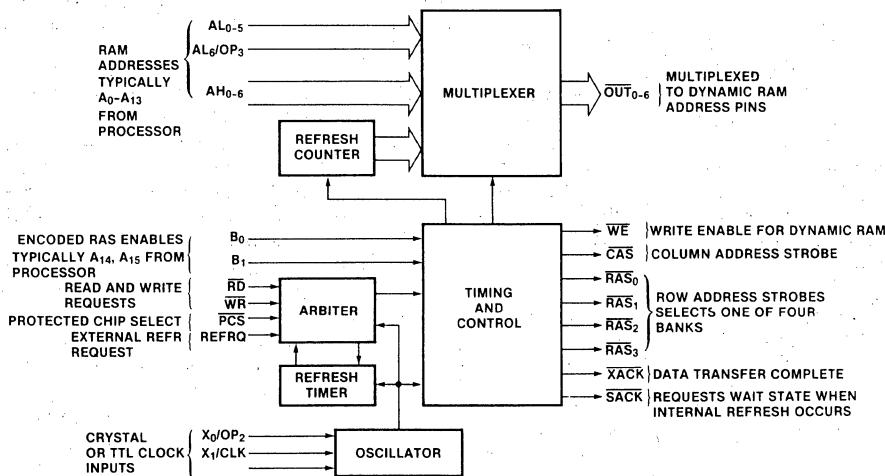 RAM
ADDRESSES
TYPICALLY
A₀-A₁₃
FROM
PROCESSOR
AL₀₋₅
AL₆/OP₃
AH₀₋₆
MULTIPLEXER
OUT₀₋₆
MULTIPLEXED
TO DYNAMIC RAM
ADDRESS PINS
REFRESH
COUNTER
ENCODED RAS ENABLES
TYPICALLY A₁₄, A₁₅ FROM
PROCESSOR
B₀
B₁
READ AND WRITE
REQUESTS
RD
WR
PROTECTED CHIP SELECT
PCS
EXTERNAL REFR
REQUEST
REFRQ
ARBITER
REFRESH
TIMER
TIMING
AND
CONTROL
WE
WRITE ENABLE FOR DYNAMIC RAM
CAS
COLUMN ADDRESS STROBE
RAS₀
RAS₁
RAS₂
RAS₃
ROW ADDRESS STROBES
SELECTS ONE OF FOUR
BANKS
XACK
DATA TRANSFER COMPLETE
SACK
REQUESTS WAIT STATE WHEN
INTERNAL REFRESH OCCURS
CRYSTAL
OR TTL CLOCK
INPUTS
X₀/OP₂
X₁/CLK
OSCILLATOR